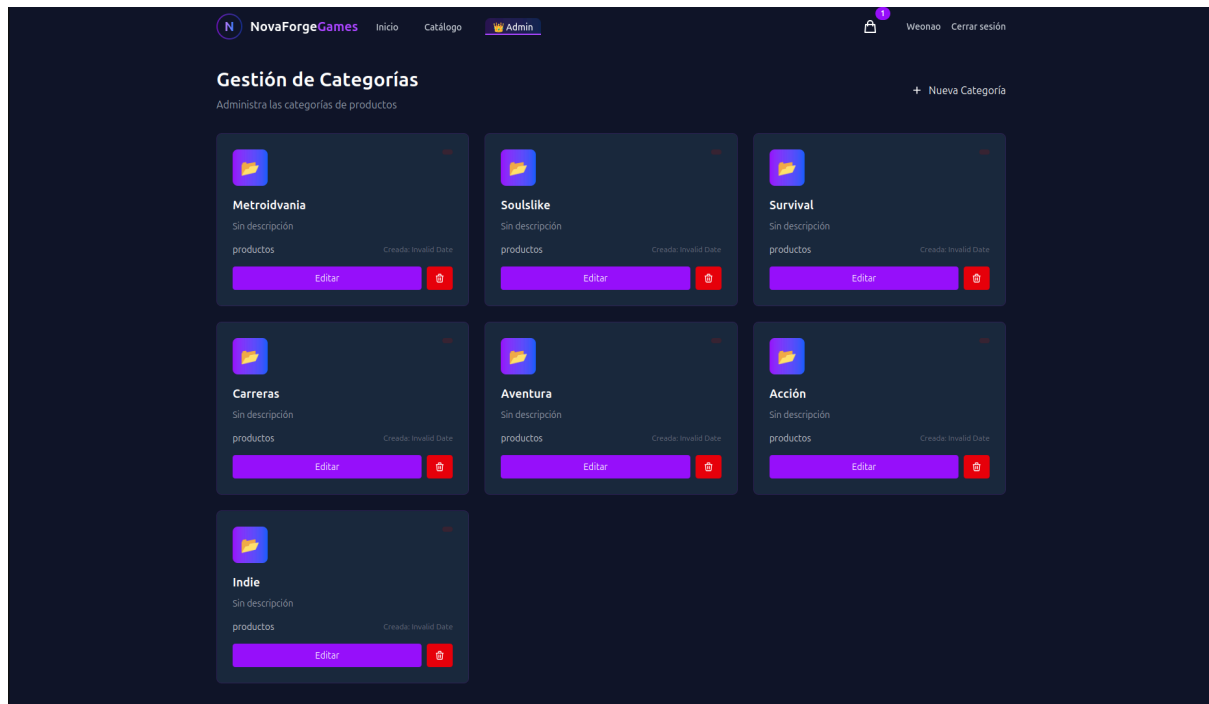 N NovaForgeGames Inicio Catálogo 👑 Admin 1 Weonao Cerrar sesión
Gestión de Categorías
Administra las categorías de productos
+ Nueva Categoría
Metroidvania
Sin descripción
productos Creada: Invalid Date
Editar
Soulslike
Sin descripción
productos Creada: Invalid Date
Editar
Survival
Sin descripción
productos Creada: Invalid Date
Editar
Carreras
Sin descripción
productos Creada: Invalid Date
Editar
Aventura
Sin descripción
productos Creada: Invalid Date
Editar
Acción
Sin descripción
productos Creada: Invalid Date
Editar
Indie
Sin descripción
productos Creada: Invalid Date
Editar